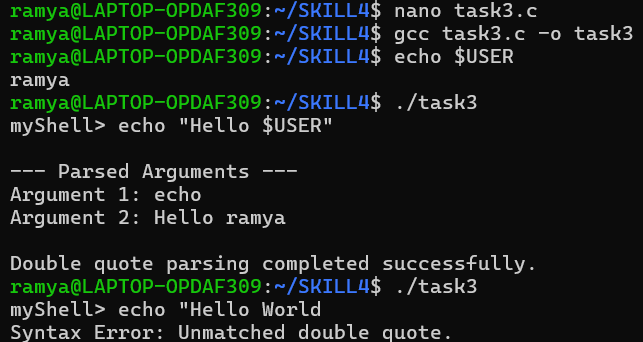 ramya@LAPTOP-OPDAF309:~/SKILL4$ nano task3.c
ramya@LAPTOP-OPDAF309:~/SKILL4$ gcc task3.c -o task3
ramya@LAPTOP-OPDAF309:~/SKILL4$ echo $USER
ramya
ramya@LAPTOP-OPDAF309:~/SKILL4$ ./task3
myShell> echo "Hello $USER"
--- Parsed Arguments ---
Argument 1: echo
Argument 2: Hello ramya
Double quote parsing completed successfully.
ramya@LAPTOP-OPDAF309:~/SKILL4$ ./task3
myShell> echo "Hello World
Syntax Error: Unmatched double quote.